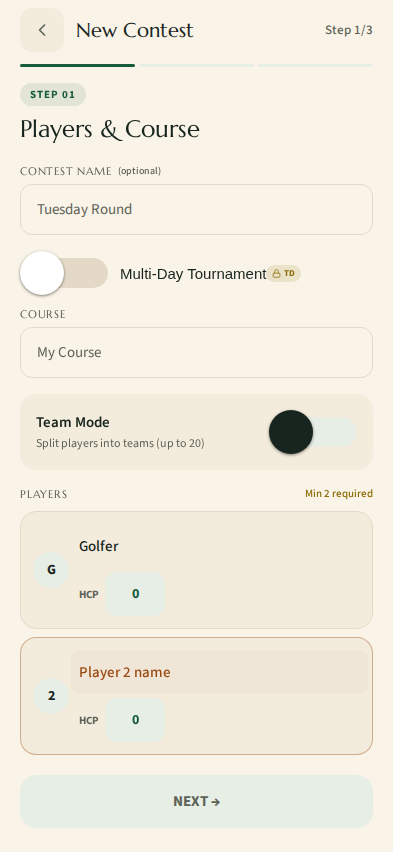 New Contest
Step 1/3
STEP 01
Players & Course
CONTEST NAME (optional)
Tuesday Round
Multi-Day Tournament TD
COURSE
My Course
Team Mode
Split players into teams (up to 20)
PLAYERS
Min 2 required
G
Golfer
HCP 0
2
Player 2 name
HCP 0
NEXT →